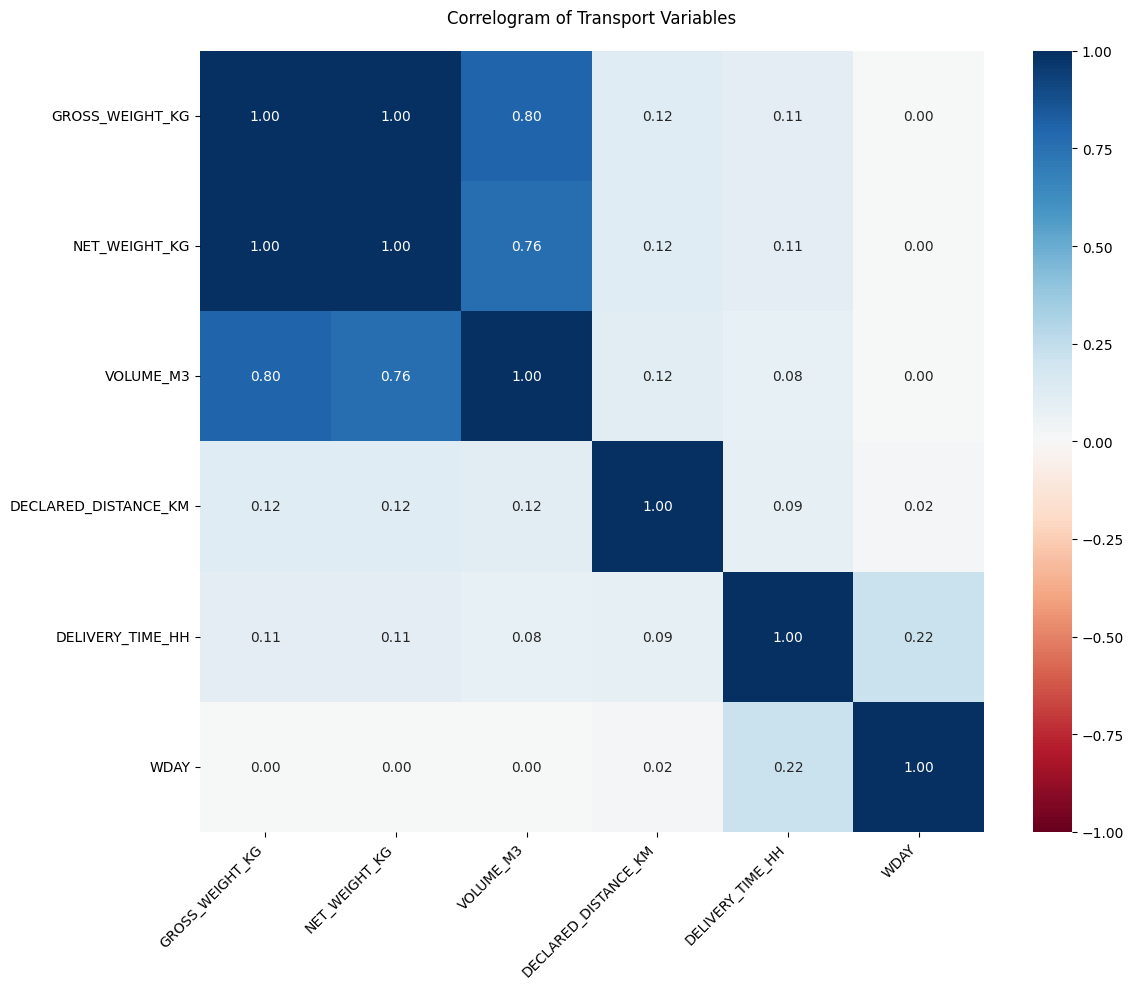 Correlogram of Transport Variables
GROSS_WEIGHT_KG 1.00 1.00 0.80 0.12 0.11 0.00
NET_WEIGHT_KG 1.00 1.00 0.76 0.12 0.11 0.00
VOLUME_M3 0.80 0.76 1.00 0.12 0.08 0.00
DECLARED_DISTANCE_KM 0.12 0.12 0.12 1.00 0.09 0.02
DELIVERY_TIME_HH 0.11 0.11 0.08 0.09 1.00 0.22
WDAY 0.00 0.00 0.00 0.02 0.22 1.00
GROSS_WEIGHT_KG
NET_WEIGHT_KG
VOLUME_M3
DECLARED_DISTANCE_KM
DELIVERY_TIME_HH
WDAY
1.00
0.75
0.50
0.25
0.00
−0.25
−0.50
−0.75
−1.00